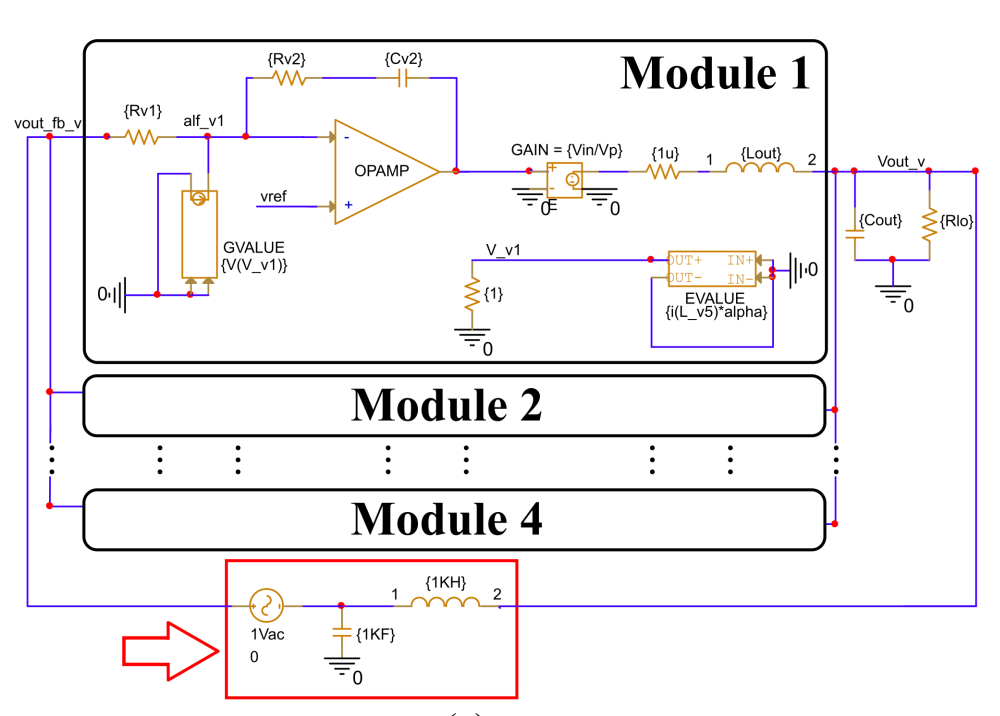 Module 1
{Rv2}
{Cv2}
{Rv1}
vout_fb_v
alf_v1
-
OPAMP
+
vref
GAIN = {Vin/Vp}
+
-
E
0
0
{1u}
1
{Lout}
2
Vout_v
{Cout}
{Rlo}
0
GVALUE
{V(V_v1)}
0
V_v1
{1}
0
OUT+
IN+
OUT-
IN-
0
EVALUE
{i(L_v5)*alpha}
Module 2
Module 4
1Vac
0
{1KF}
0
1
{1KH}
2